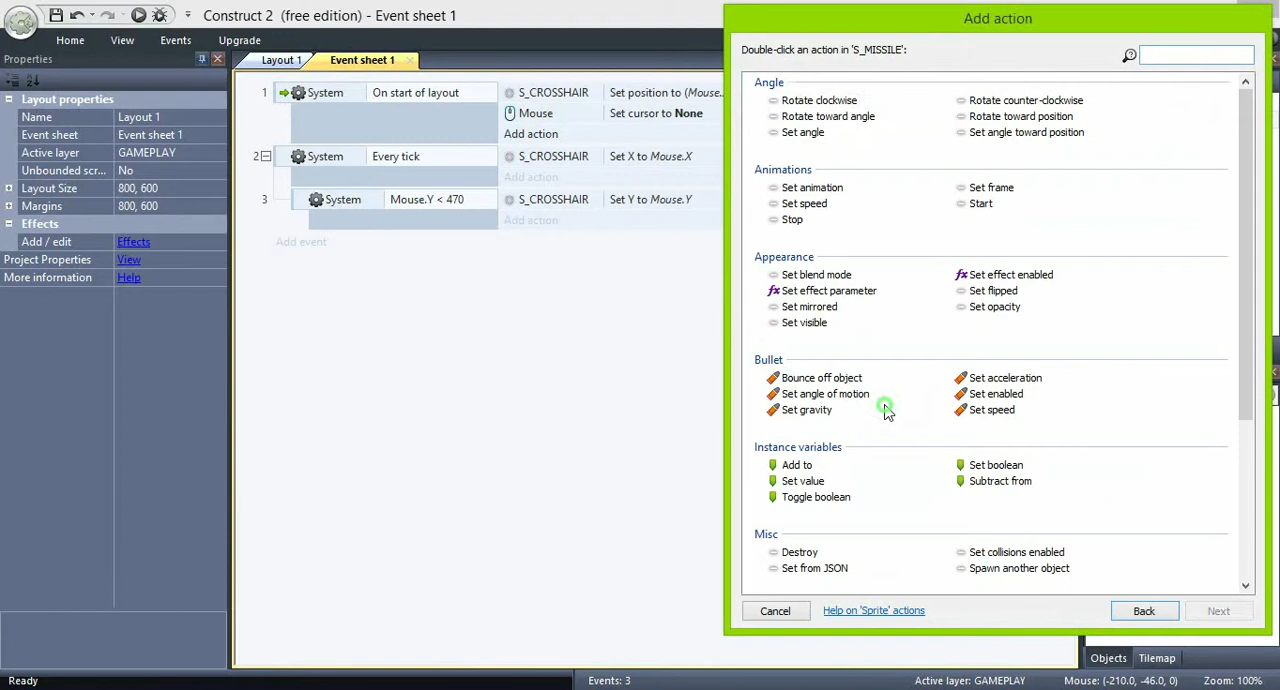 Construct 2 (free edition) - Event sheet 1
Add action
Home View Events Upgrade
Properties
Layout 1 Event sheet 1
Layout properties
Name Layout 1
Event sheet Event sheet 1
Active layer GAMEPLAY
Unbounded scr... No
Layout Size 800, 600
Margins 800, 600
Effects
Add / edit Effects
Project Properties View
More information Help
1 System On start of layout S_CROSSHAIR Set position to (Mouse.
Mouse Set cursor to None
Add action
2 System Every tick S_CROSSHAIR Set X to Mouse.X
Add action
3 System Mouse.Y < 470 S_CROSSHAIR Set Y to Mouse.Y
Add action
Add event
Double-click an action in 'S_MISSILE':
Angle
Rotate clockwise Rotate counter-clockwise
Rotate toward angle Rotate toward position
Set angle Set angle toward position
Animations
Set animation Set frame
Set speed Start
Stop
Appearance
Set blend mode fx Set effect enabled
fx Set effect parameter Set flipped
Set mirrored Set opacity
Set visible
Bullet
Bounce off object Set acceleration
Set angle of motion Set enabled
Set gravity Set speed
Instance variables
Add to Set boolean
Set value Subtract from
Toggle boolean
Misc
Destroy Set collisions enabled
Set from JSON Spawn another object
Cancel Help on 'Sprite' actions Back Next
Objects Tilemap
Ready Events: 3 Active layer: GAMEPLAY Mouse: (-210.0, -46.0, 0) Zoom: 100%